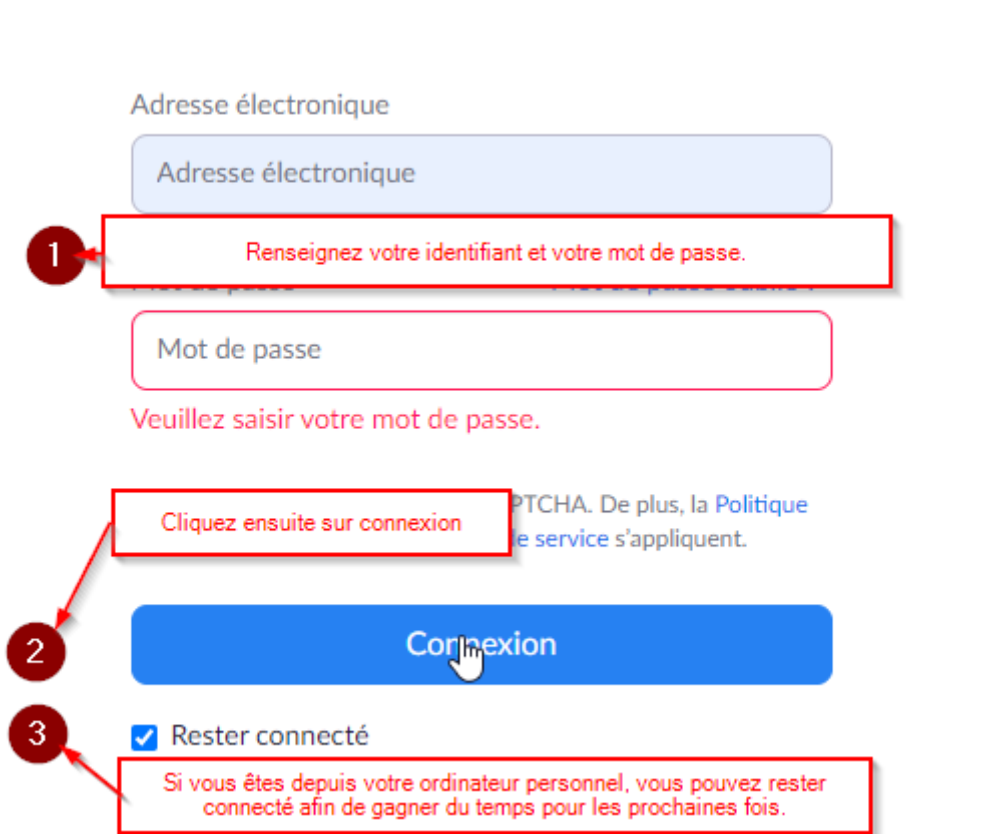 Adresse électronique
Adresse électronique
1
Renseignez votre identifiant et votre mot de passe.
Mot de passe
Veuillez saisir votre mot de passe.
Cliquez ensuite sur connexion
PTCHA. De plus, la Politique
service s'appliquent.
Connexion
2
3
Rester connecté
Si vous êtes depuis votre ordinateur personnel, vous pouvez rester
connecté afin de gagner du temps pour les prochaines fois.